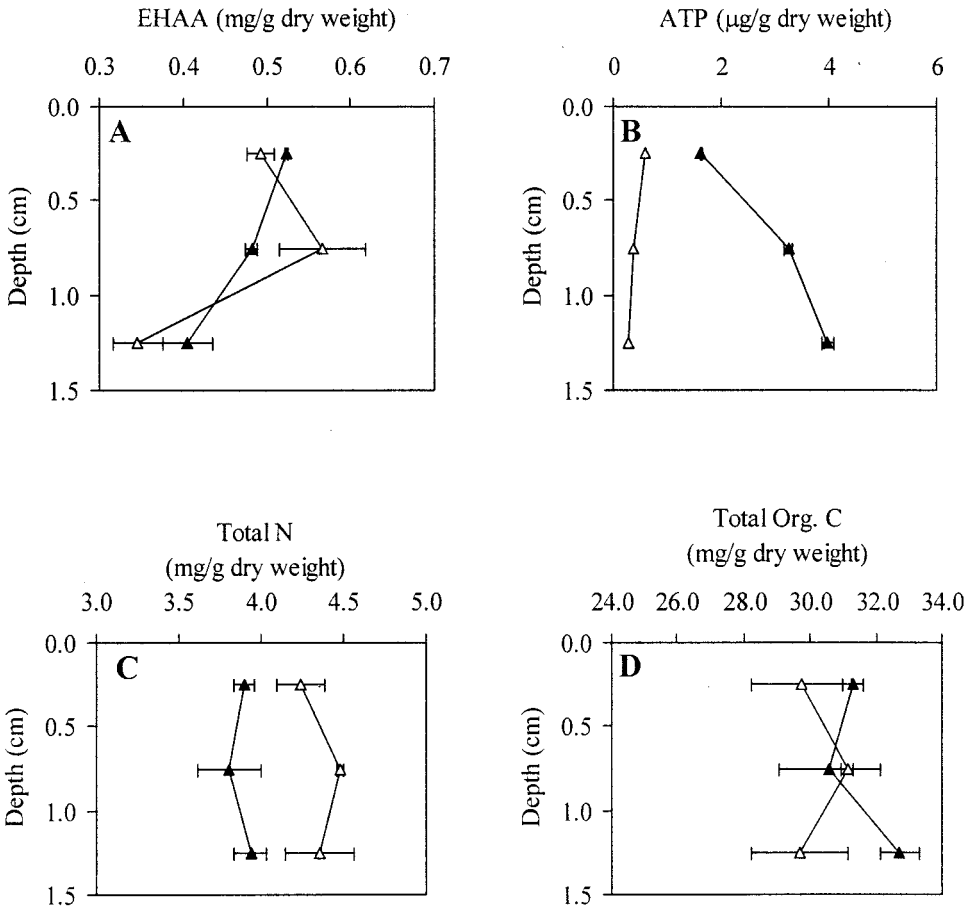 EHAA (mg/g dry weight)
0.3 0.4 0.5 0.6 0.7
0.0
0.5
1.0
1.5
Depth (cm)
A
ATP (μg/g dry weight)
0 2 4 6
0.0
0.5
1.0
1.5
Depth (cm)
B
Total N
(mg/g dry weight)
3.0 3.5 4.0 4.5 5.0
0.0
0.5
1.0
1.5
Depth (cm)
C
Total Org. C
(mg/g dry weight)
24.0 26.0 28.0 30.0 32.0 34.0
0.0
0.5
1.0
1.5
Depth (cm)
D